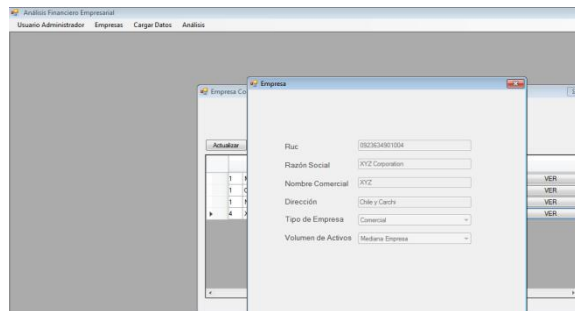 Análisis Financiero Empresarial
Usuario Administrador Empresas Cargar Datos Análisis
Empresa Co
Empresa
Actualizar
Ruc 0923634901004
Razón Social XYZ Corporation
Nombre Comercial XYZ
Dirección Chile y Carchi
Tipo de Empresa Comercial
Volumen de Activos Mediana Empresa
1 VER
1 VER
1 VER
4 VER